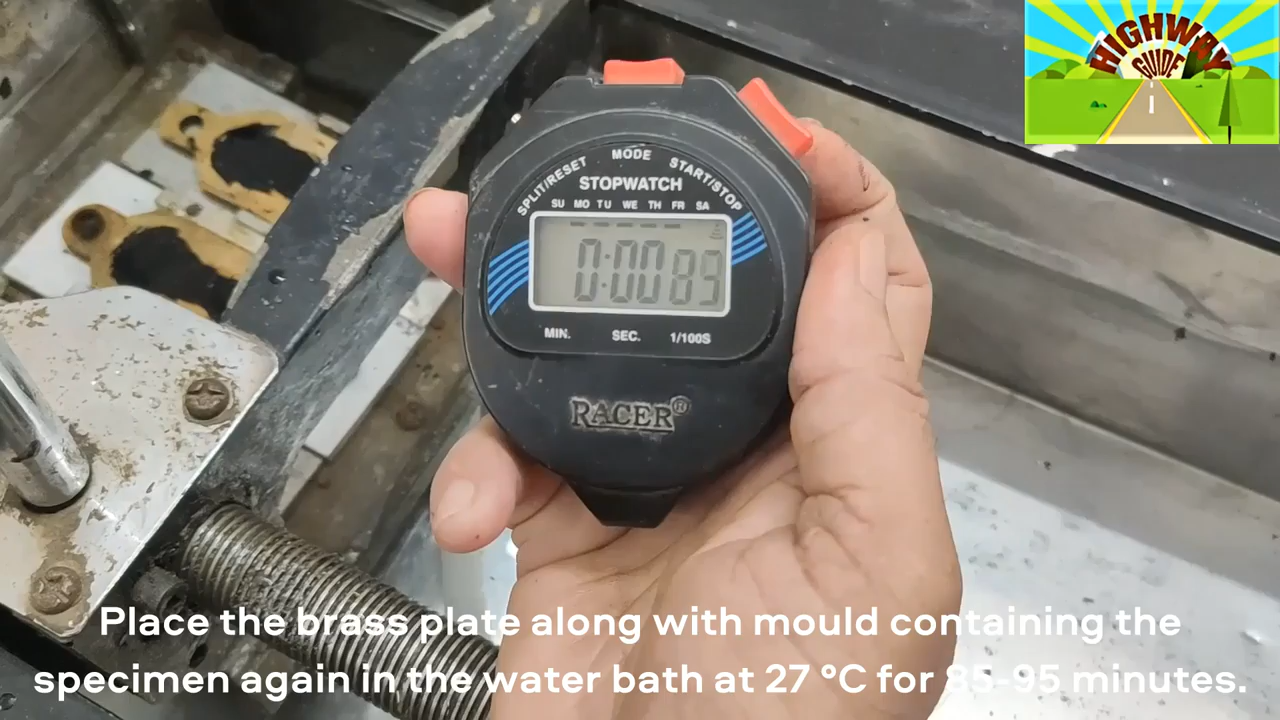 HIGHWAY
GUIDE
SPLIT/RESET
MODE
START/STOP
STOPWATCH
SU MO TU WE TH FR SA
0:00 89
MIN. SEC. 1/100S
RACER®
Place the brass plate along with mould containing the
specimen again in the water bath at 27 °C for 85-95 minutes.